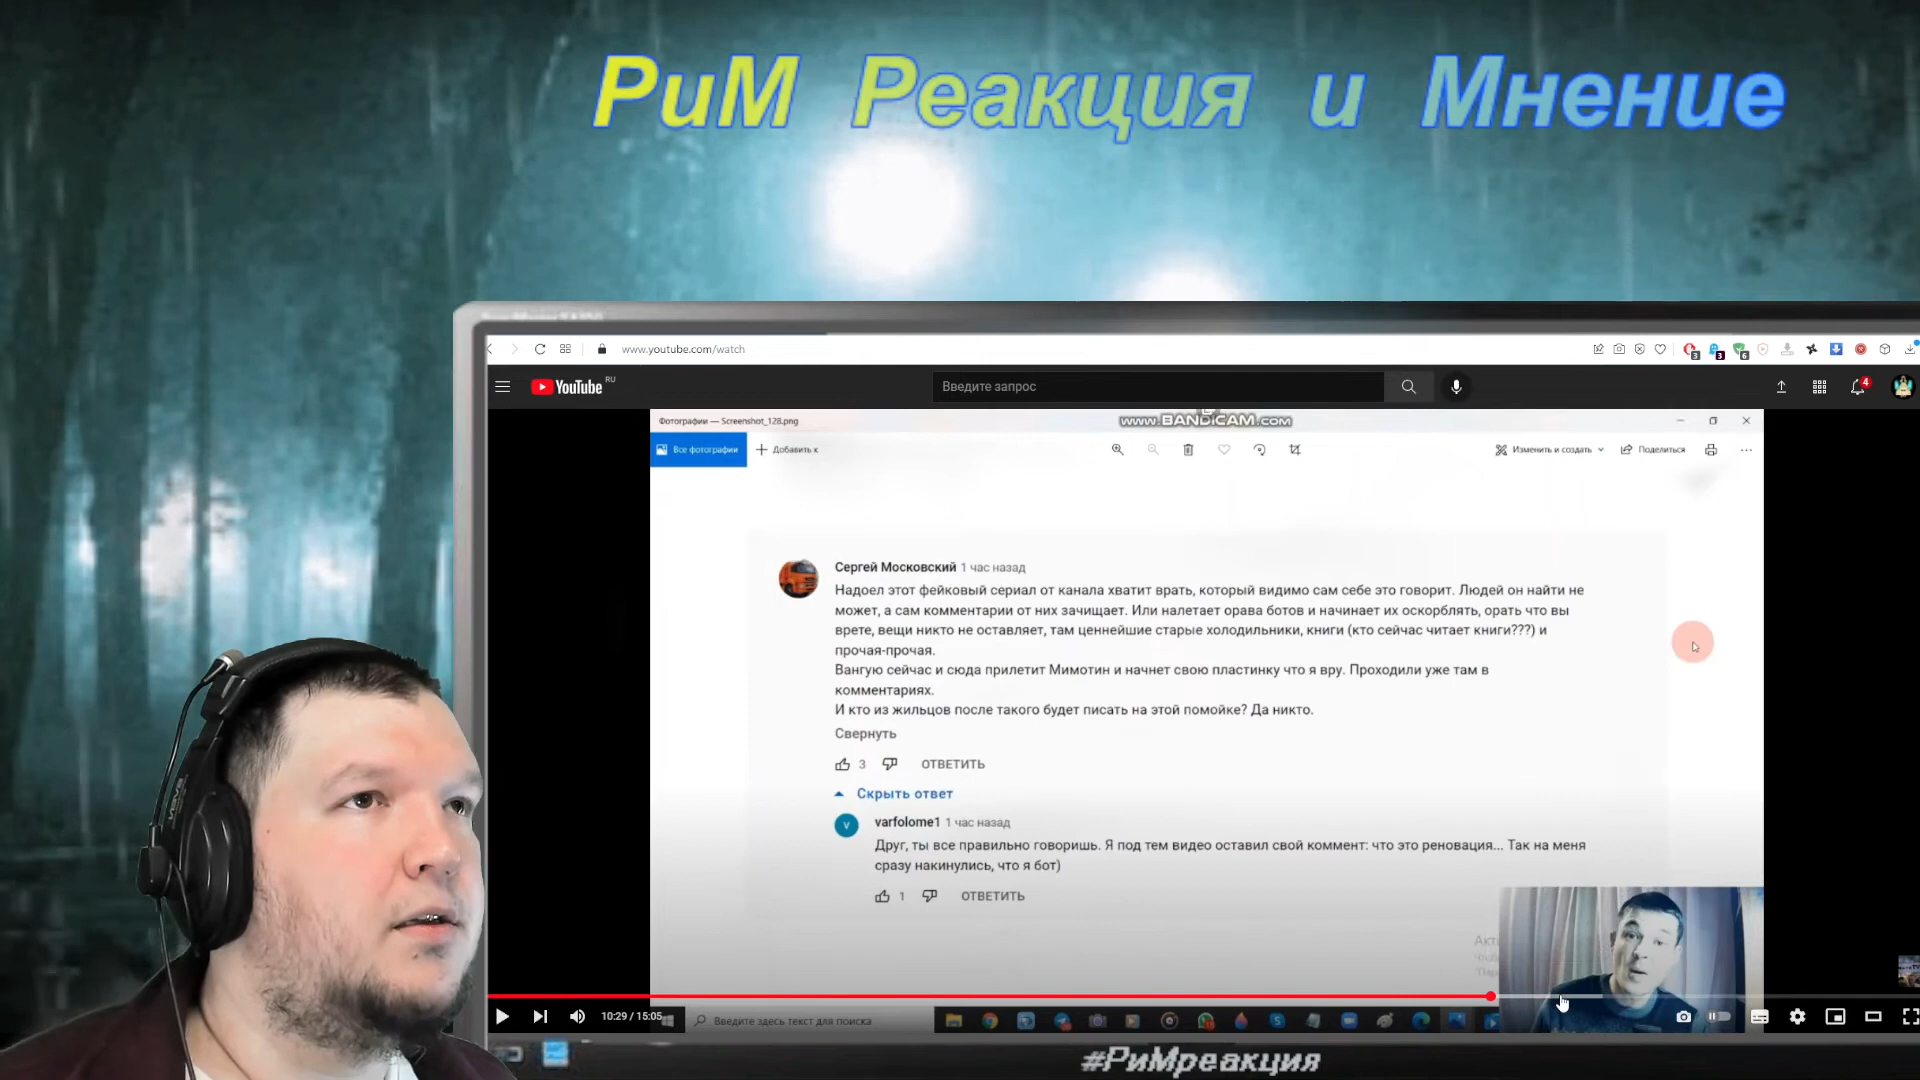 РиМ Реакция и Мнение
www.youtube.com/watch
3
3
6
YouTube RU
Введите запрос
4
Фотографии — Screenshot_128.png
www.BANDICAM.com
Все фотографии
Добавить к
Изменить и создать
Поделиться
Сергей Московский 1 час назад
Надоел этот фейковый сериал от канала хватит врать, который видимо сам себе это говорит. Людей он найти не
может, а сам комментарии от них зачищает. Или налетает орава ботов и начинает их оскорблять, орать что вы
врете, вещи никто не оставляет, там ценнейшие старые холодильники, книги (кто сейчас читает книги???) и
прочая-прочая.
Вангую сейчас и сюда прилетит Мимотин и начнет свою пластинку что я вру. Проходили уже там в
комментариях.
И кто из жильцов после такого будет писать на этой помойке? Да никто.
Свернуть
3
ОТВЕТИТЬ
Скрыть ответ
V
varfolome1 1 час назад
Друг, ты все правильно говоришь. Я под тем видео оставил свой коммент: что это реновация... Так на меня
сразу накинулись, что я бот)
1
ОТВЕТИТЬ
10:29 / 15:05
Введите здесь текст для поиска
#РиМреакция